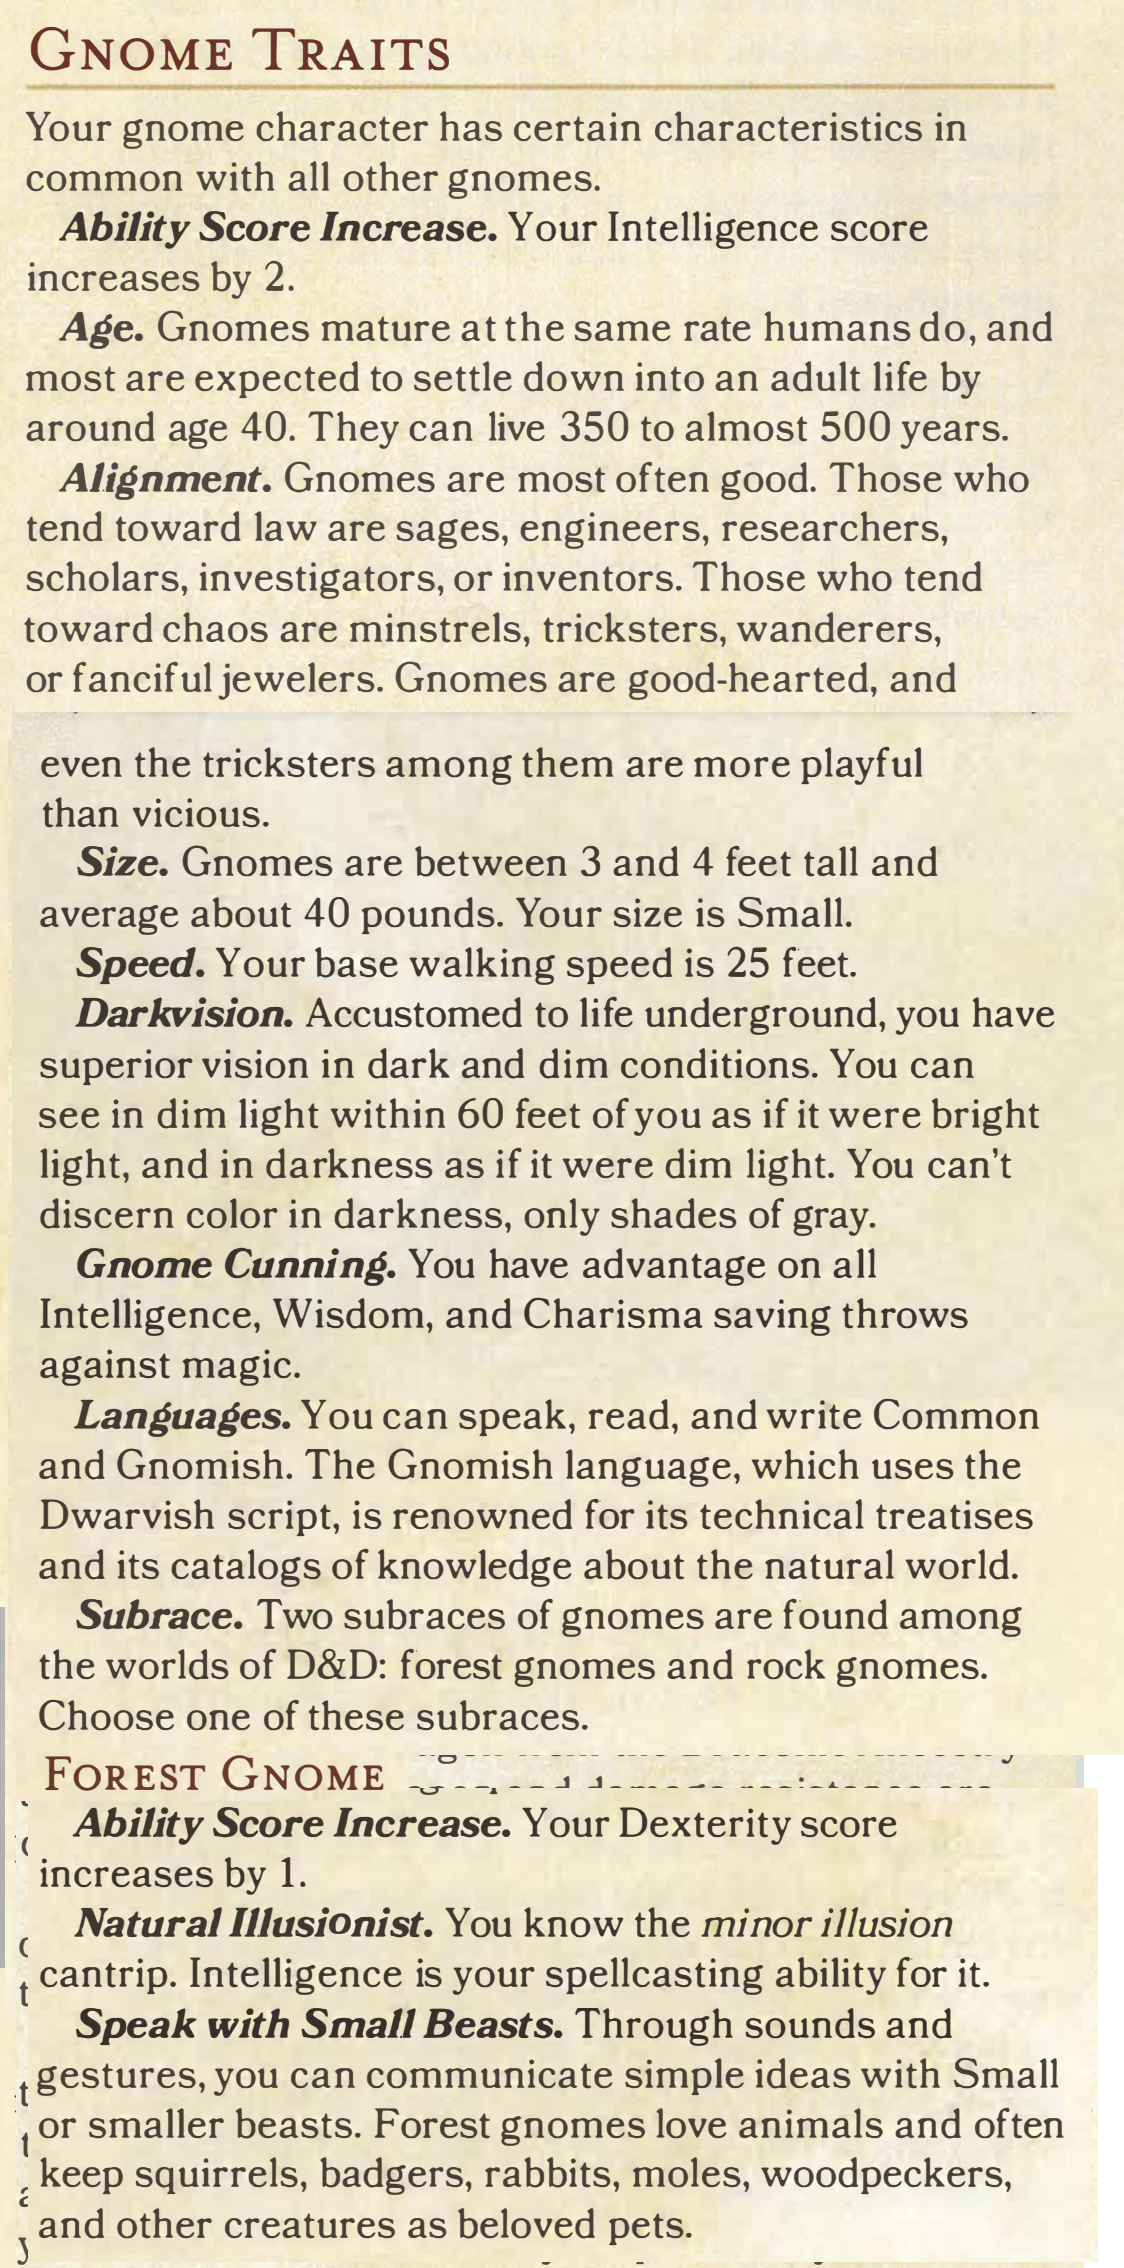 GNOME TRAITS
Your gnome character has certain characteristics in
common with all other gnomes.
Ability Score Increase. Your Intelligence score
increases by 2.
Age. Gnomes mature at the same rate humans do, and
most are expected to settle down into an adult life by
around age 40. They can live 350 to almost 500 years.
Alignment. Gnomes are most often good. Those who
tend toward law are sages, engineers, researchers,
scholars, investigators, or inventors. Those who tend
toward chaos are minstrels, tricksters, wanderers,
or fanciful jewelers. Gnomes are good-hearted, and
even the tricksters among them are more playful
than vicious.
Size. Gnomes are between 3 and 4 feet tall and
average about 40 pounds. Your size is Small.
Speed. Your base walking speed is 25 feet.
Darkvision. Accustomed to life underground, you have
superior vision in dark and dim conditions. You can
see in dim light within 60 feet of you as if it were bright
light, and in darkness as if it were dim light. You can't
discern color in darkness, only shades of gray.
Gnome Cunning. You have advantage on all
Intelligence, Wisdom, and Charisma saving throws
against magic.
Languages. You can speak, read, and write Common
and Gnomish. The Gnomish language, which uses the
Dwarvish script, is renowned for its technical treatises
and its catalogs of knowledge about the natural world.
Subrace. Two subraces of gnomes are found among
the worlds of D&D: forest gnomes and rock gnomes.
Choose one of these subraces.
FOREST GNOME
Ability Score Increase. Your Dexterity score
increases by 1.
Natural Illusionist. You know the minor illusion
cantrip. Intelligence is your spellcasting ability for it.
Speak with Small Beasts. Through sounds and
gestures, you can communicate simple ideas with Small
or smaller beasts. Forest gnomes love animals and often
keep squirrels, badgers, rabbits, moles, woodpeckers,
and other creatures as beloved pets.